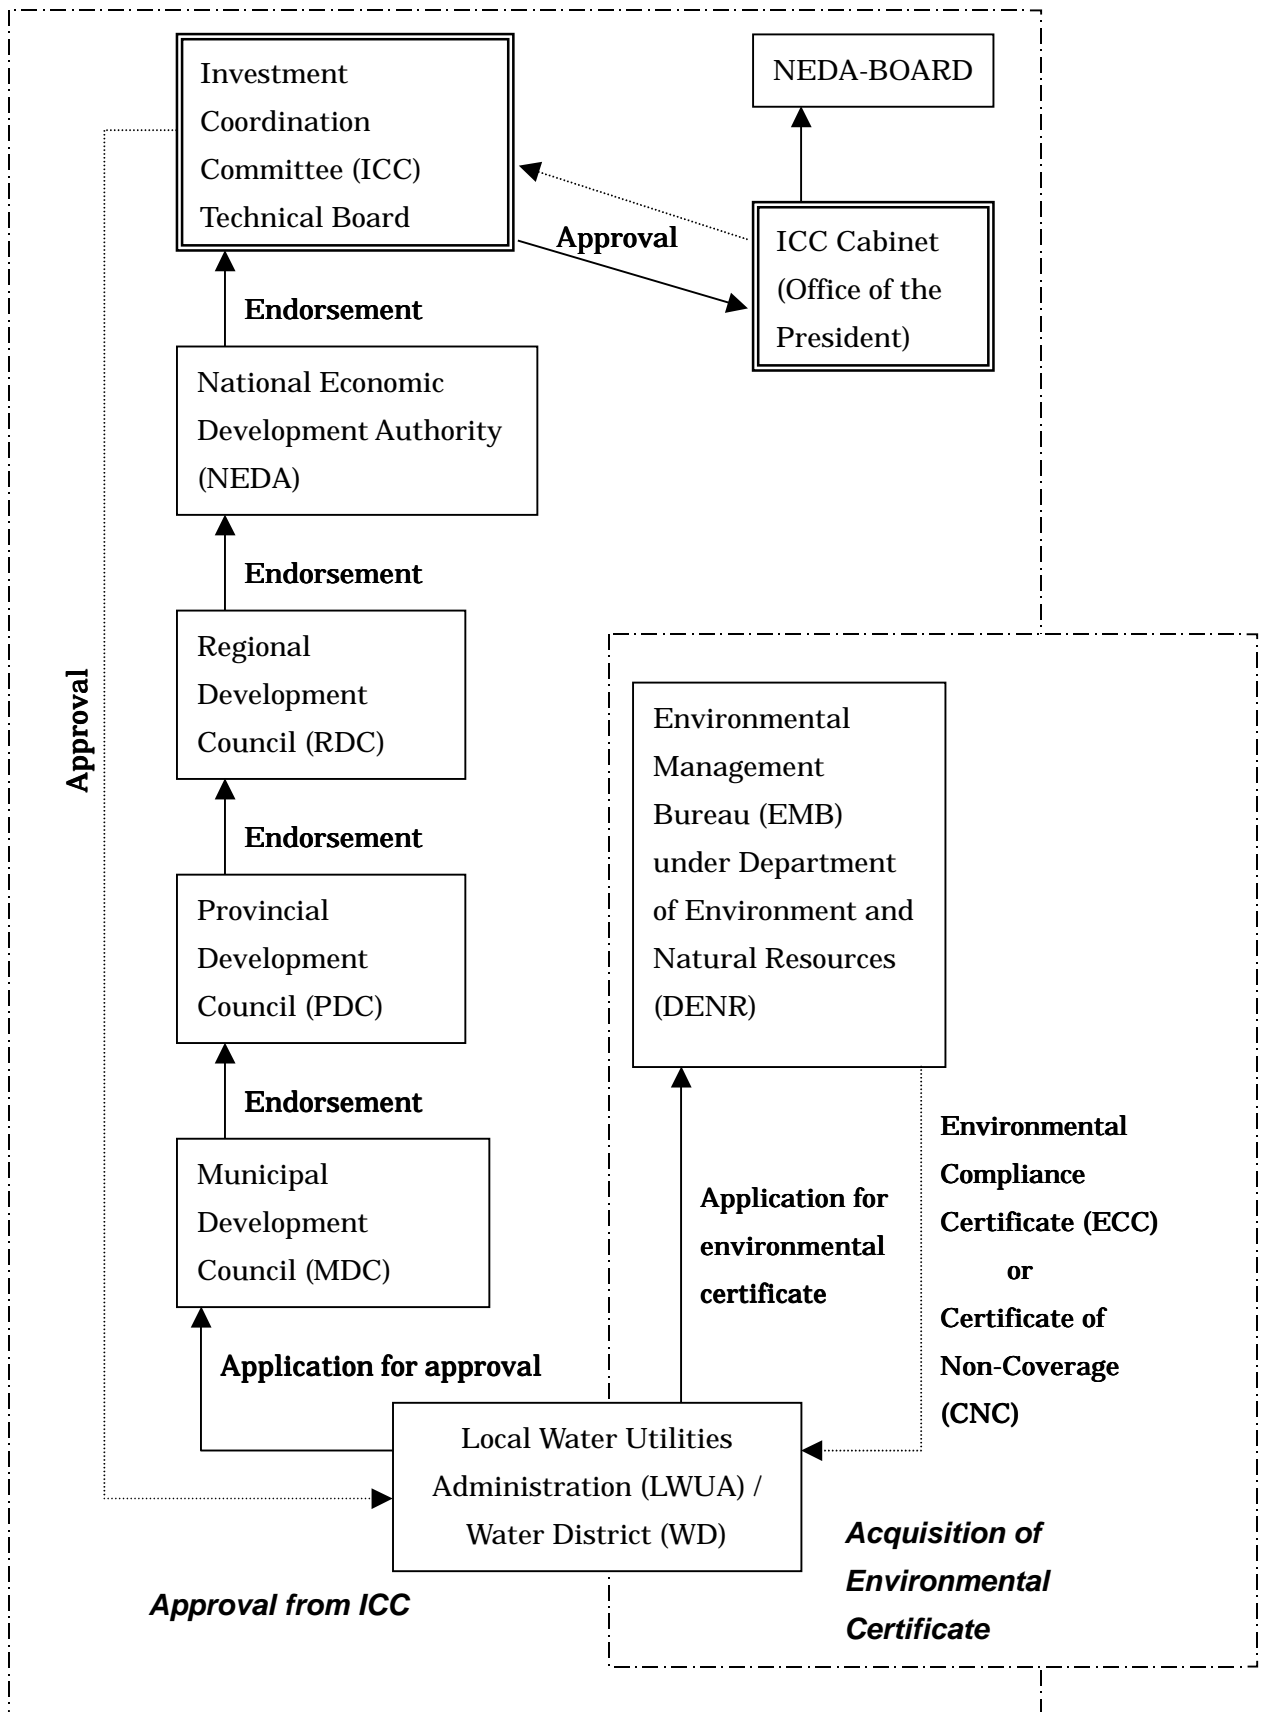 Investment
Coordination
Committee (ICC)
Technical Board
NEDA-BOARD
Approval
ICC Cabinet
(Office of the
President)
Endorsement
National Economic
Development Authority
(NEDA)
Endorsement
Regional
Development
Council (RDC)
Approval
Endorsement
Provincial
Development
Council (PDC)
Endorsement
Municipal
Development
Council (MDC)
Application for approval
Environmental
Management
Bureau (EMB)
under Department
of Environment and
Natural Resources
(DENR)
Application for
environmental
certificate
Environmental
Compliance
Certificate (ECC)
or
Certificate of
Non-Coverage
(CNC)
Local Water Utilities
Administration (LWUA) /
Water District (WD)
Approval from ICC
Acquisition of
Environmental
Certificate